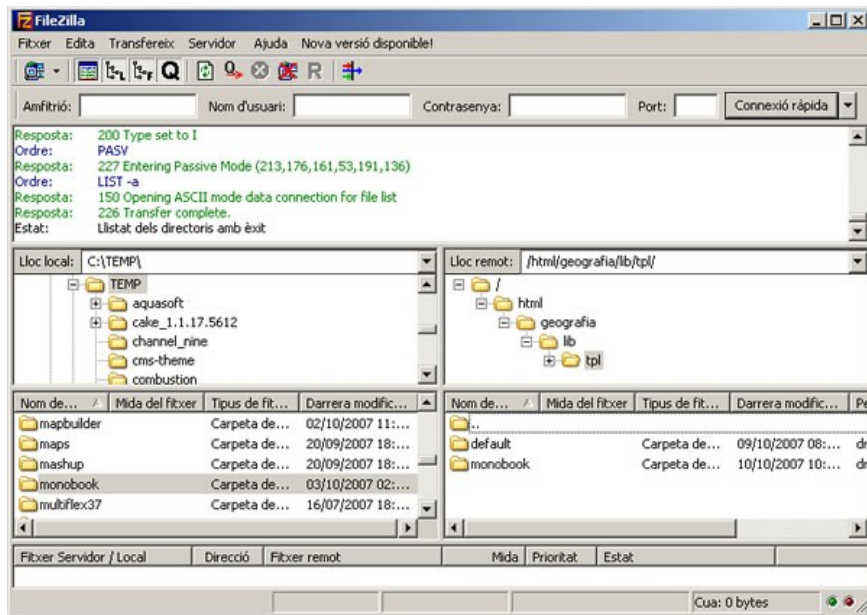 FileZilla
Fitxer Edita Transfereix Servidor Ajuda Nova versió disponible!
Amfitrió: Nom d'usuari: Contrasenya: Port: Connexió ràpida
Resposta: 200 Type set to I
Ordre: PASV
Resposta: 227 Entering Passive Mode (213,176,161,53,191,136)
Ordre: LIST -a
Resposta: 150 Opening ASCII mode data connection for file list
Resposta: 226 Transfer complete.
Estat: Llistat dels directoris amb èxit
Lloc local: C:\TEMP\
TEMP
aquasoft
cake_1.1.17.5612
channel_nine
cms-theme
combustion
Lloc remot: /html/geografia/lib/tpl/
/
html
geografia
lib
tpl
Nom de... Mida del fitxer Tipus de fit... Darrera modific...
mapbuilder Carpeta de... 02/10/2007 11:...
maps Carpeta de... 20/09/2007 18:...
mashup Carpeta de... 20/09/2007 18:...
monobook Carpeta de... 03/10/2007 02:...
multiflex37 Carpeta de... 16/07/2007 18:...
Nom de... Mida del fitxer Tipus de fit... Darrera modific... Pe
..
default Carpeta de... 09/10/2007 08:... dr
monobook Carpeta de... 10/10/2007 10:... dr
Fitxer Servidor / Local Direcció Fitxer remot Mida Prioritat Estat
Cua: 0 bytes